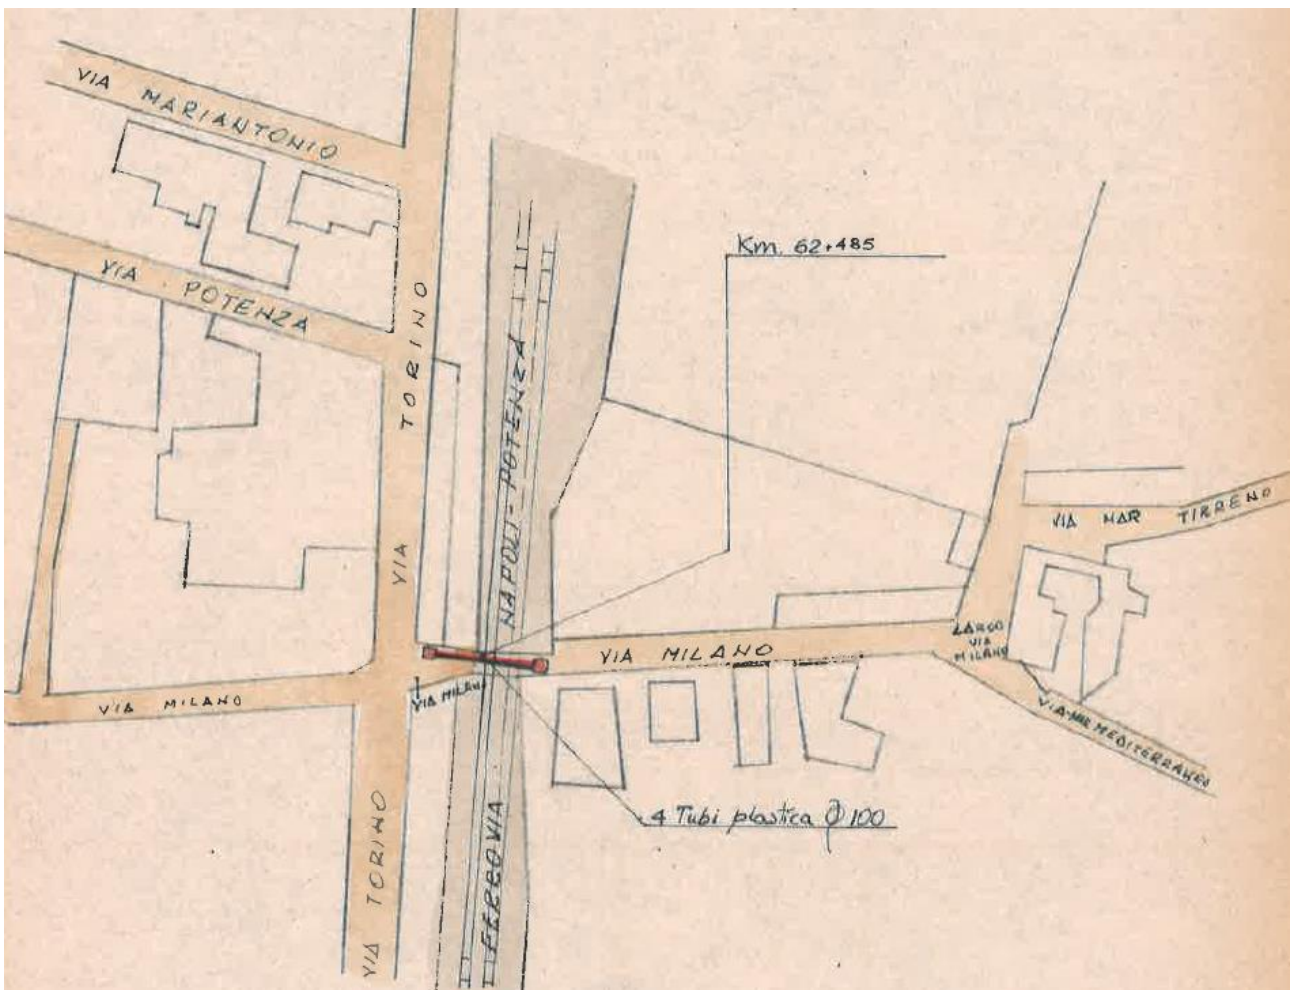 VIA MARIANTONIO
VIA POTENZA
VIA TORINO
Km. 62+485
FERROVIA NAPOLI - POTENZA
VIA MAR TIRRENO
LARGO
VIA
MILANO
VIA MILANO
VIA MILANO
VIA MILANO
VIA MAR MEDITERRANEO
4 Tubi plastica Ø 100
VIA TORINO